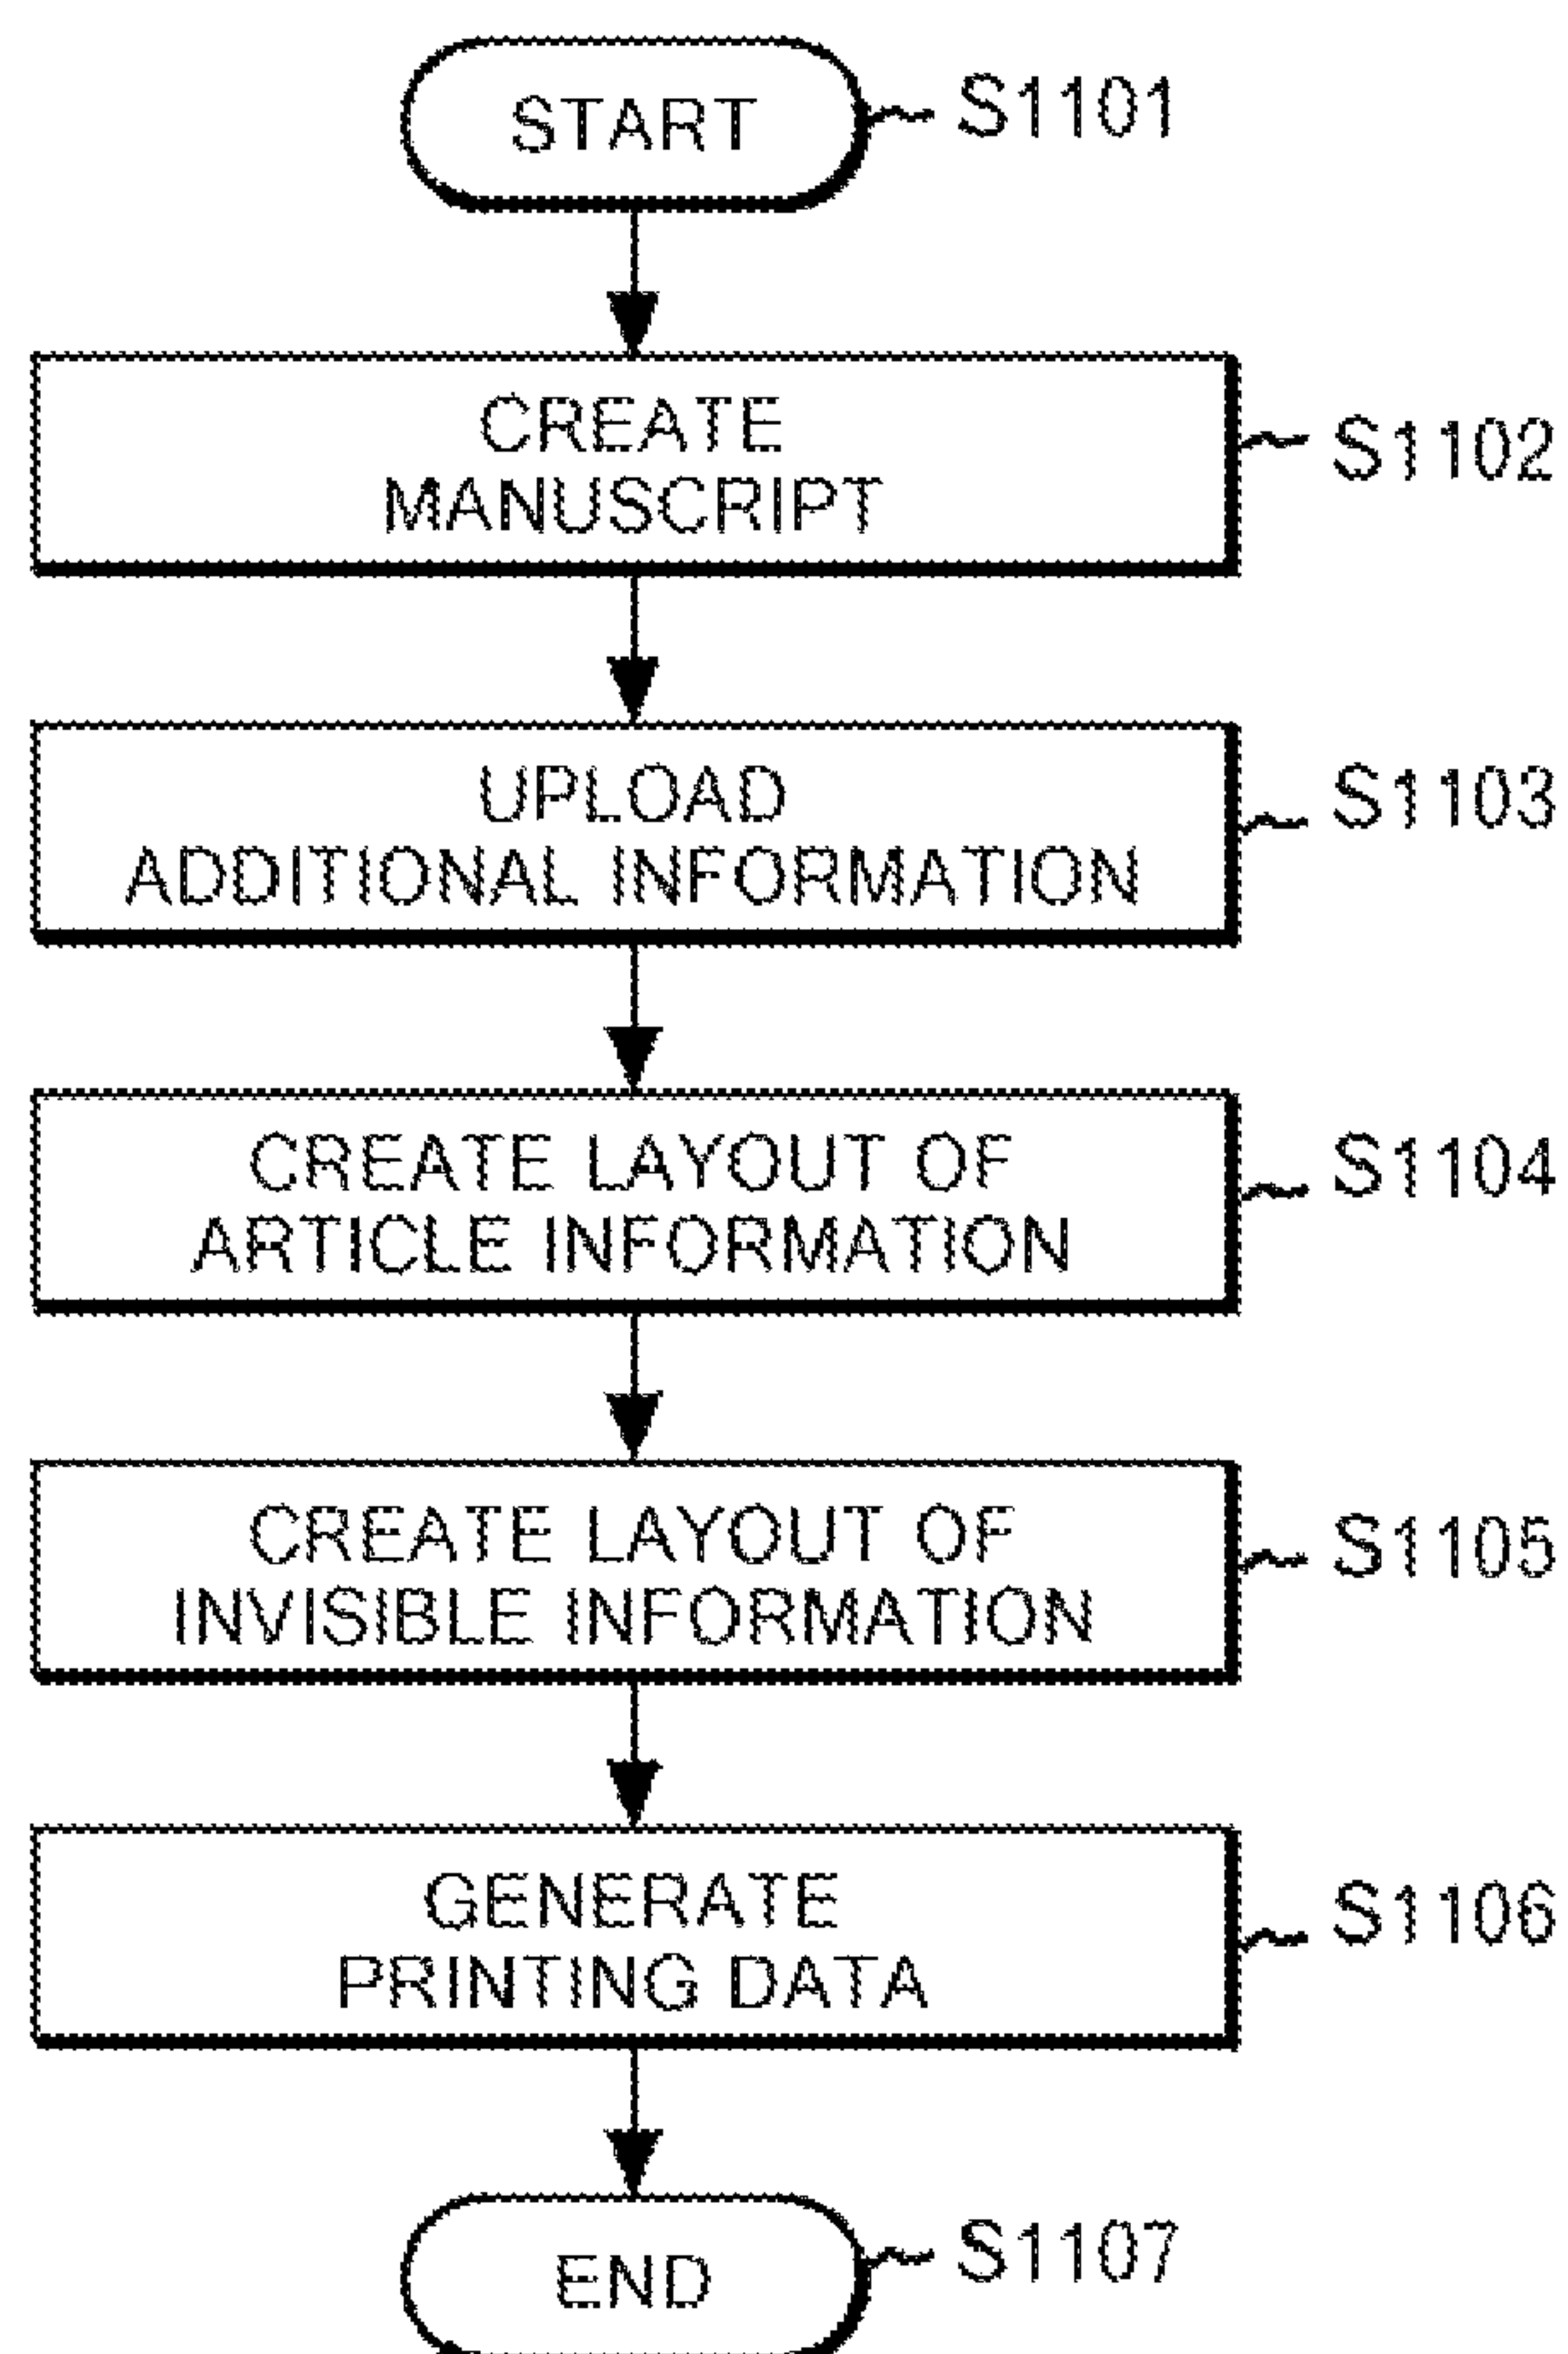 START
S1101
CREATE
MANUSCRIPT
S1102
UPLOAD
ADDITIONAL INFORMATION
S1103
CREATE LAYOUT OF
ARTICLE INFORMATION
S1104
CREATE LAYOUT OF
INVISIBLE INFORMATION
S1105
GENERATE
PRINTING DATA
S1106
END
S1107